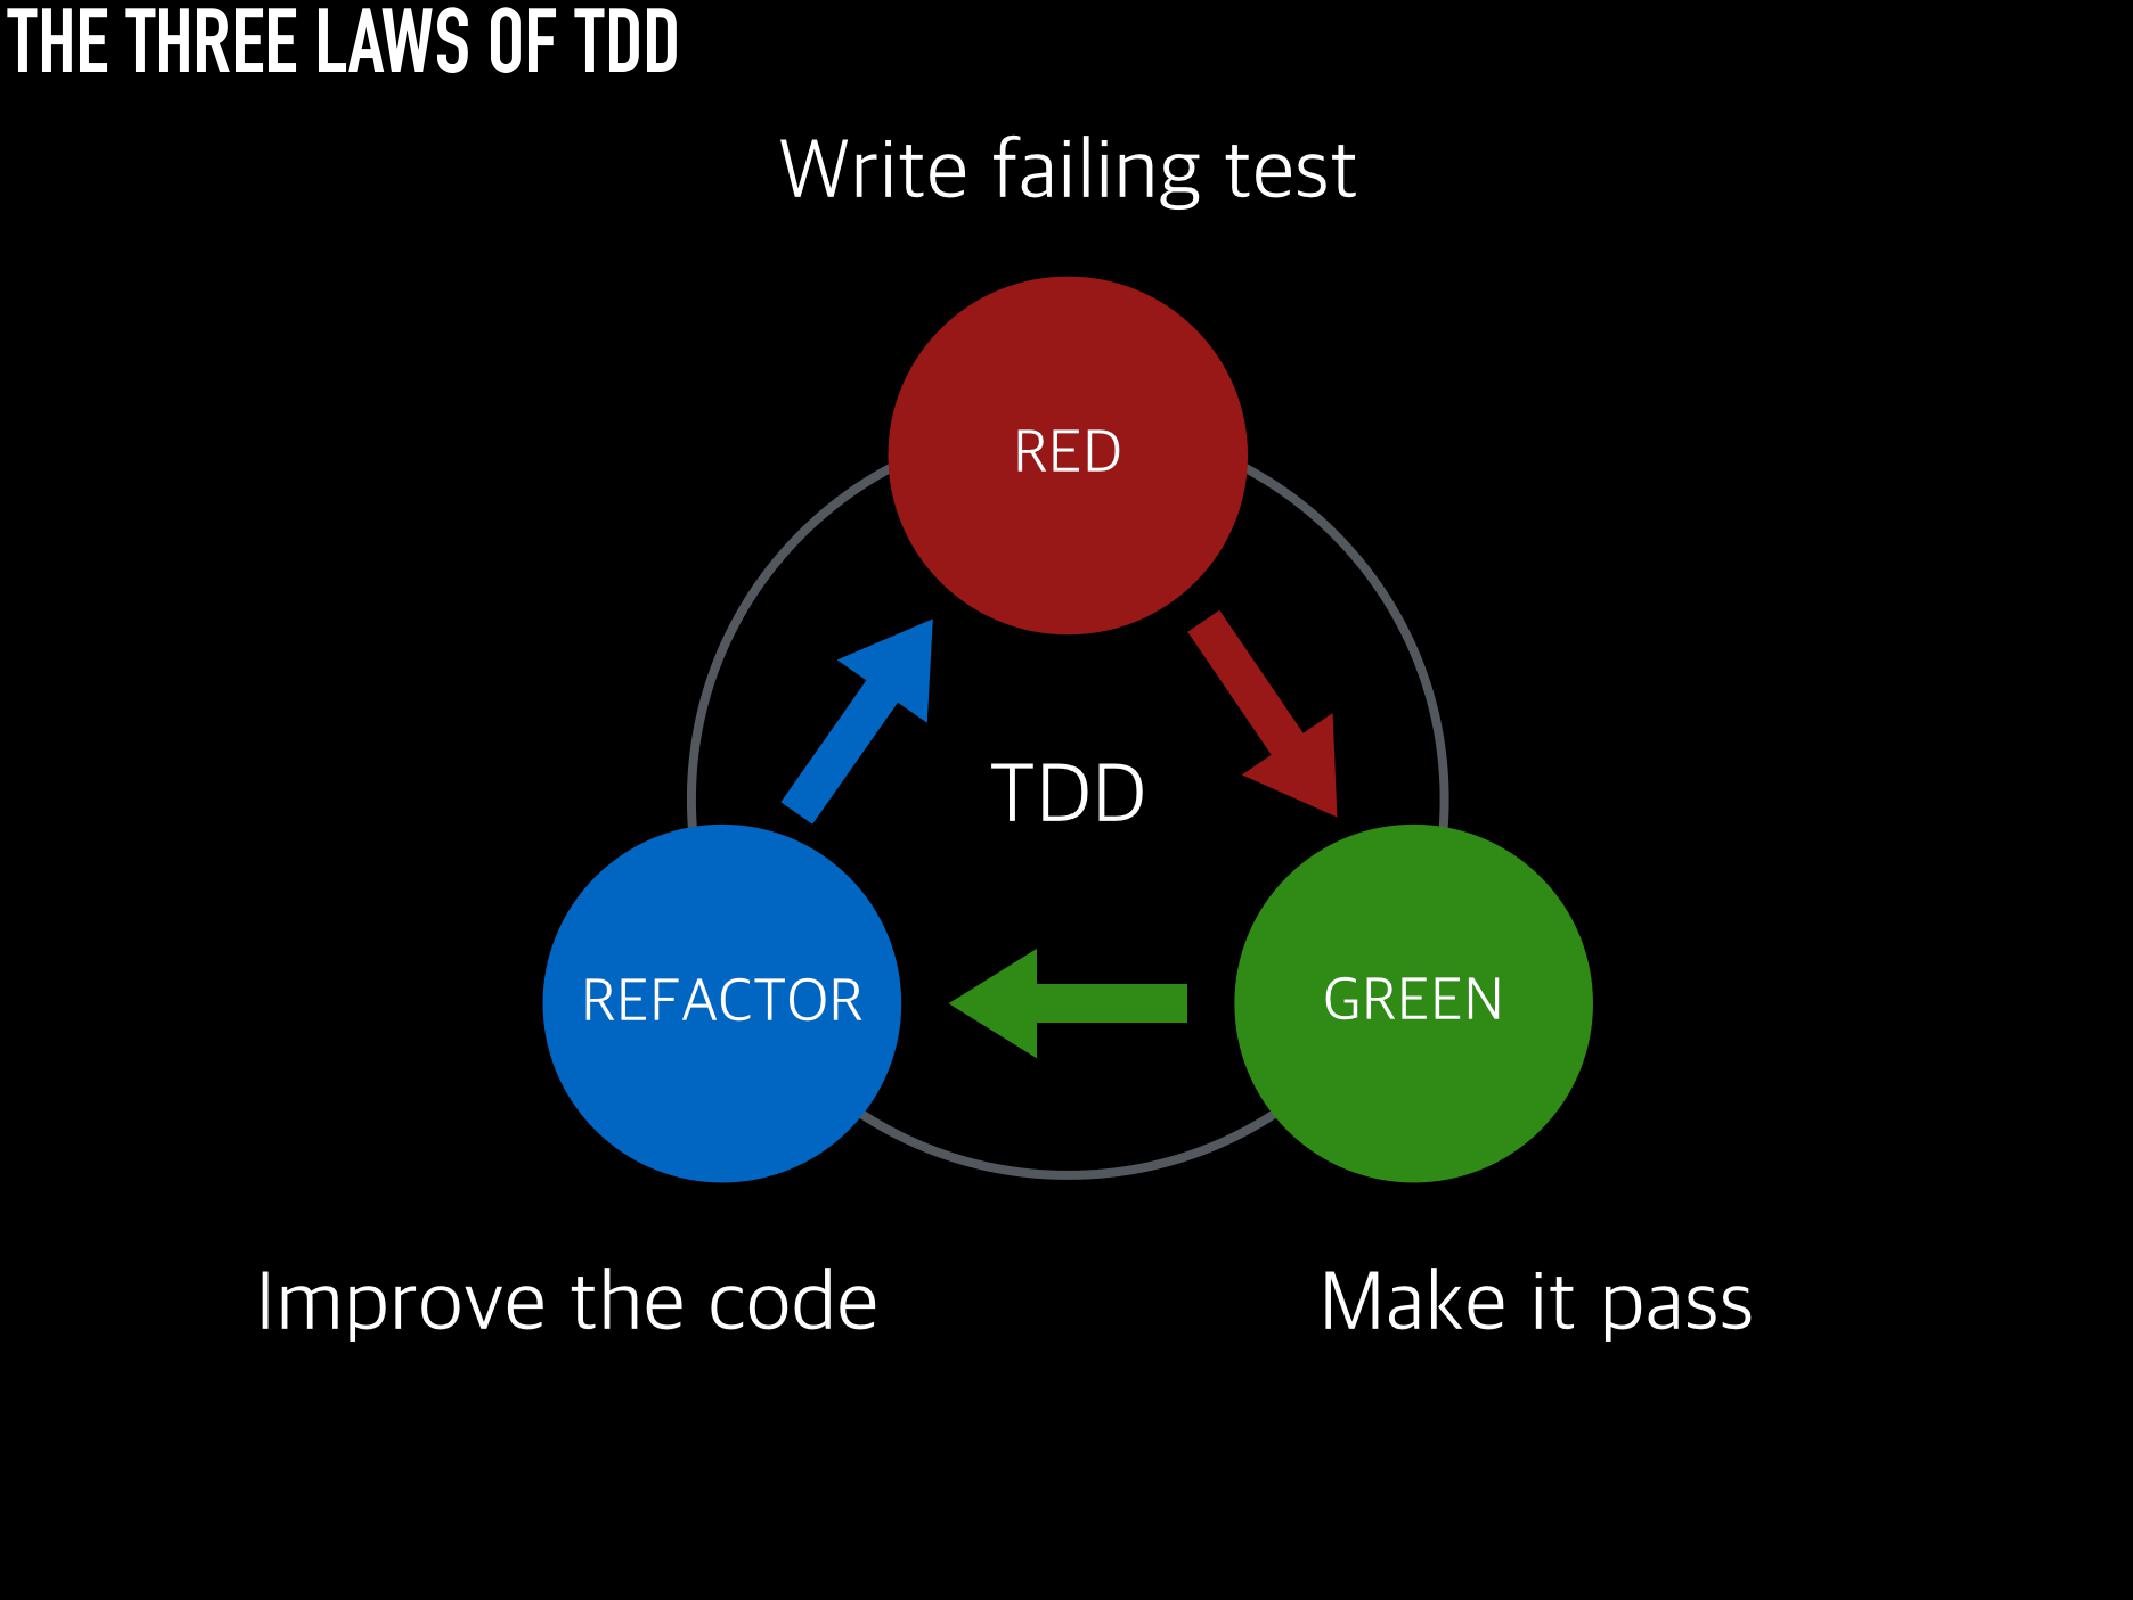 THE THREE LAWS OF TDD
Write failing test
RED
TDD
REFACTOR
GREEN
Improve the code
Make it pass